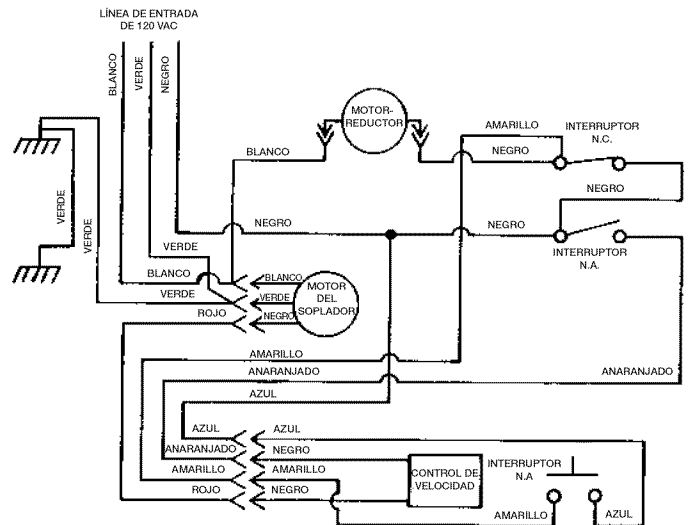 LÍNEA DE ENTRADA
DE 120 VAC
BLANCO
VERDE
NEGRO
MOTOR-
REDUCTOR
AMARILLO
INTERRUPTOR
N.C.
NEGRO
BLANCO
NEGRO
VERDE
VERDE
NEGRO
NEGRO
INTERRUPTOR
N.A.
VERDE
BLANCO
BLANCO
MOTOR
DEL
SOPLADOR
VERDE
VERDE
ROJO
NEGRO
AMARILLO
ANARANJADO
ANARANJADO
AZUL
AZUL
AZUL
ANARANJADO
NEGRO
AMARILLO
AMARILLO
CONTROL DE
VELOCIDAD
INTERRUPTOR
N.A
ROJO
NEGRO
AMARILLO
AZUL